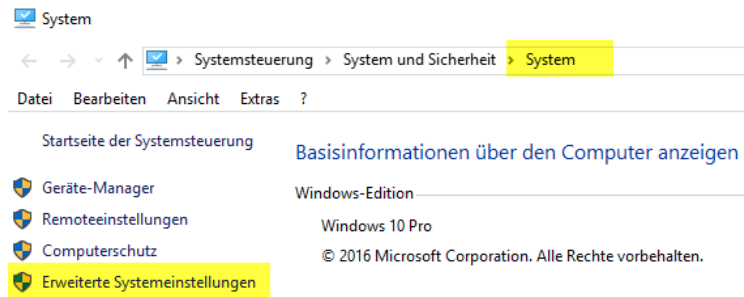 System
Systemsteuerung > System und Sicherheit > System
Datei Bearbeiten Ansicht Extras ?
Startseite der Systemsteuerung
Geräte-Manager
Remoteeinstellungen
Computerschutz
Erweiterte Systemeinstellungen
Basisinformationen über den Computer anzeigen
Windows-Edition
Windows 10 Pro
© 2016 Microsoft Corporation. Alle Rechte vorbehalten.